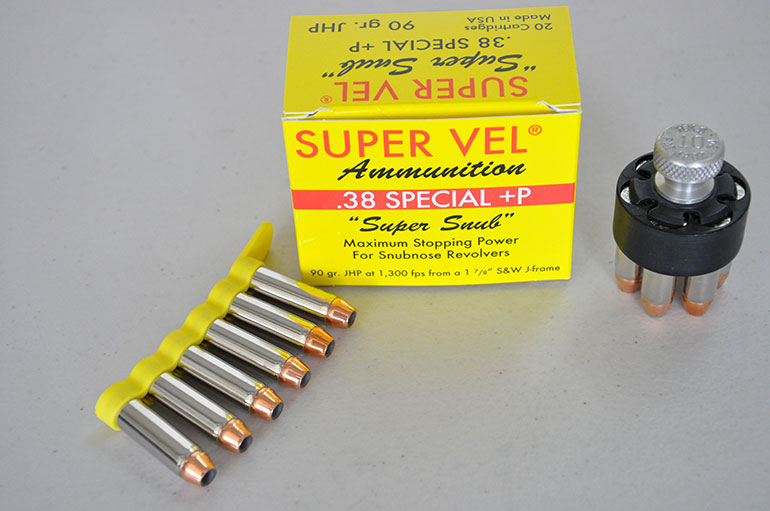 20 Cartridges
Made in USA
90 gr. JHP
.38 SPECIAL +P
"Super Snub"
SUPER VEL®
SUPER VEL®
Ammunition
.38 SPECIAL +P
"Super Snub"
Maximum Stopping Power
For Snubnose Revolvers
90 gr. JHP at 1,300 fps from a 1 7/8" S&W J-frame